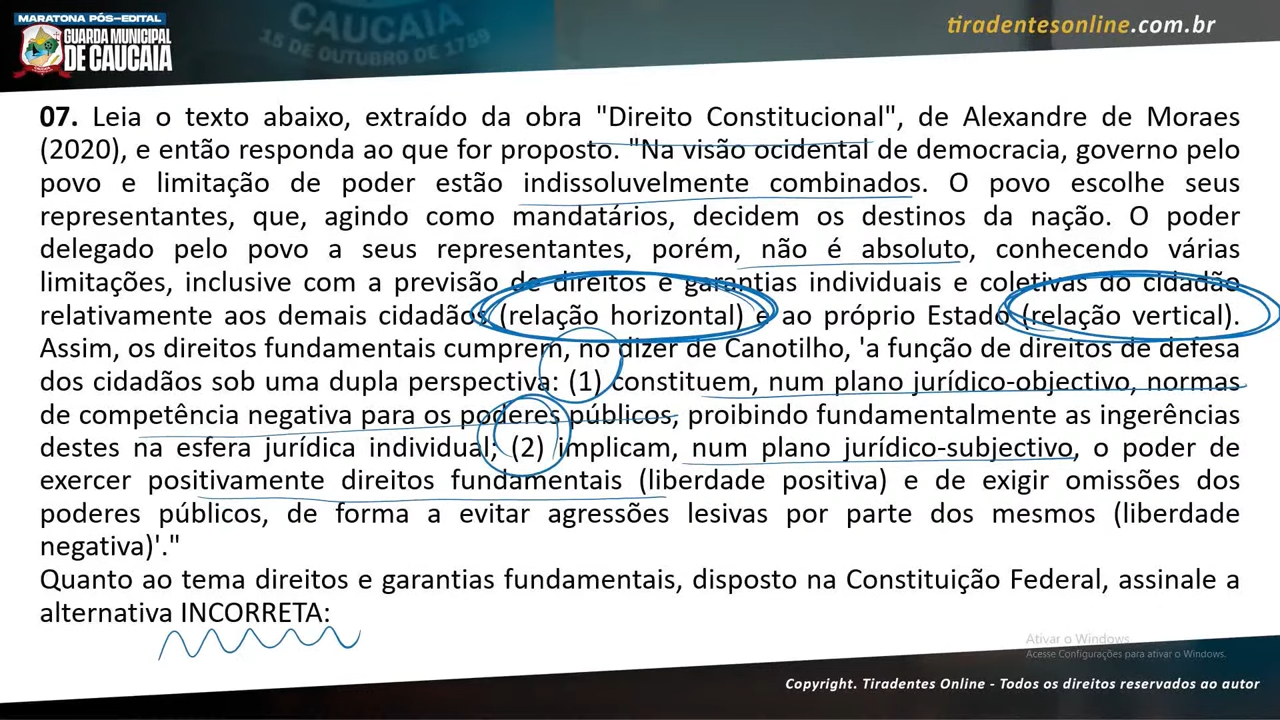 MARATONA PÓS-EDITAL
GUARDA MUNICIPAL
DE CAUCAIA
CAUCAIA
15 DE OUTUBRO DE 1759
tiradentesonline.com.br
07. Leia o texto abaixo, extraído da obra "Direito Constitucional", de Alexandre de Moraes
(2020), e então responda ao que for proposto. "Na visão ocidental de democracia, governo pelo
povo e limitação de poder estão indissoluvelmente combinados. O povo escolhe seus
representantes, que, agindo como mandatários, decidem os destinos da nação. O poder
delegado pelo povo a seus representantes, porém, não é absoluto, conhecendo várias
limitações, inclusive com a previsão de direitos e garantias individuais e coletivas do cidadão
relativamente aos demais cidadãos (relação horizontal) e ao próprio Estado (relação vertical).
Assim, os direitos fundamentais cumprem, no dizer de Canotilho, 'a função de direitos de defesa
dos cidadãos sob uma dupla perspectiva: (1) constituem, num plano jurídico-objectivo, normas
de competência negativa para os poderes públicos, proibindo fundamentalmente as ingerências
destes na esfera jurídica individual; (2) implicam, num plano jurídico-subjectivo, o poder de
exercer positivamente direitos fundamentais (liberdade positiva) e de exigir omissões dos
poderes públicos, de forma a evitar agressões lesivas por parte dos mesmos (liberdade
negativa)'."
Quanto ao tema direitos e garantias fundamentais, disposto na Constituição Federal, assinale a
alternativa INCORRETA:
Ativar o Windows
Acesse Configurações para ativar o Windows.
Copyright. Tiradentes Online - Todos os direitos reservados ao autor